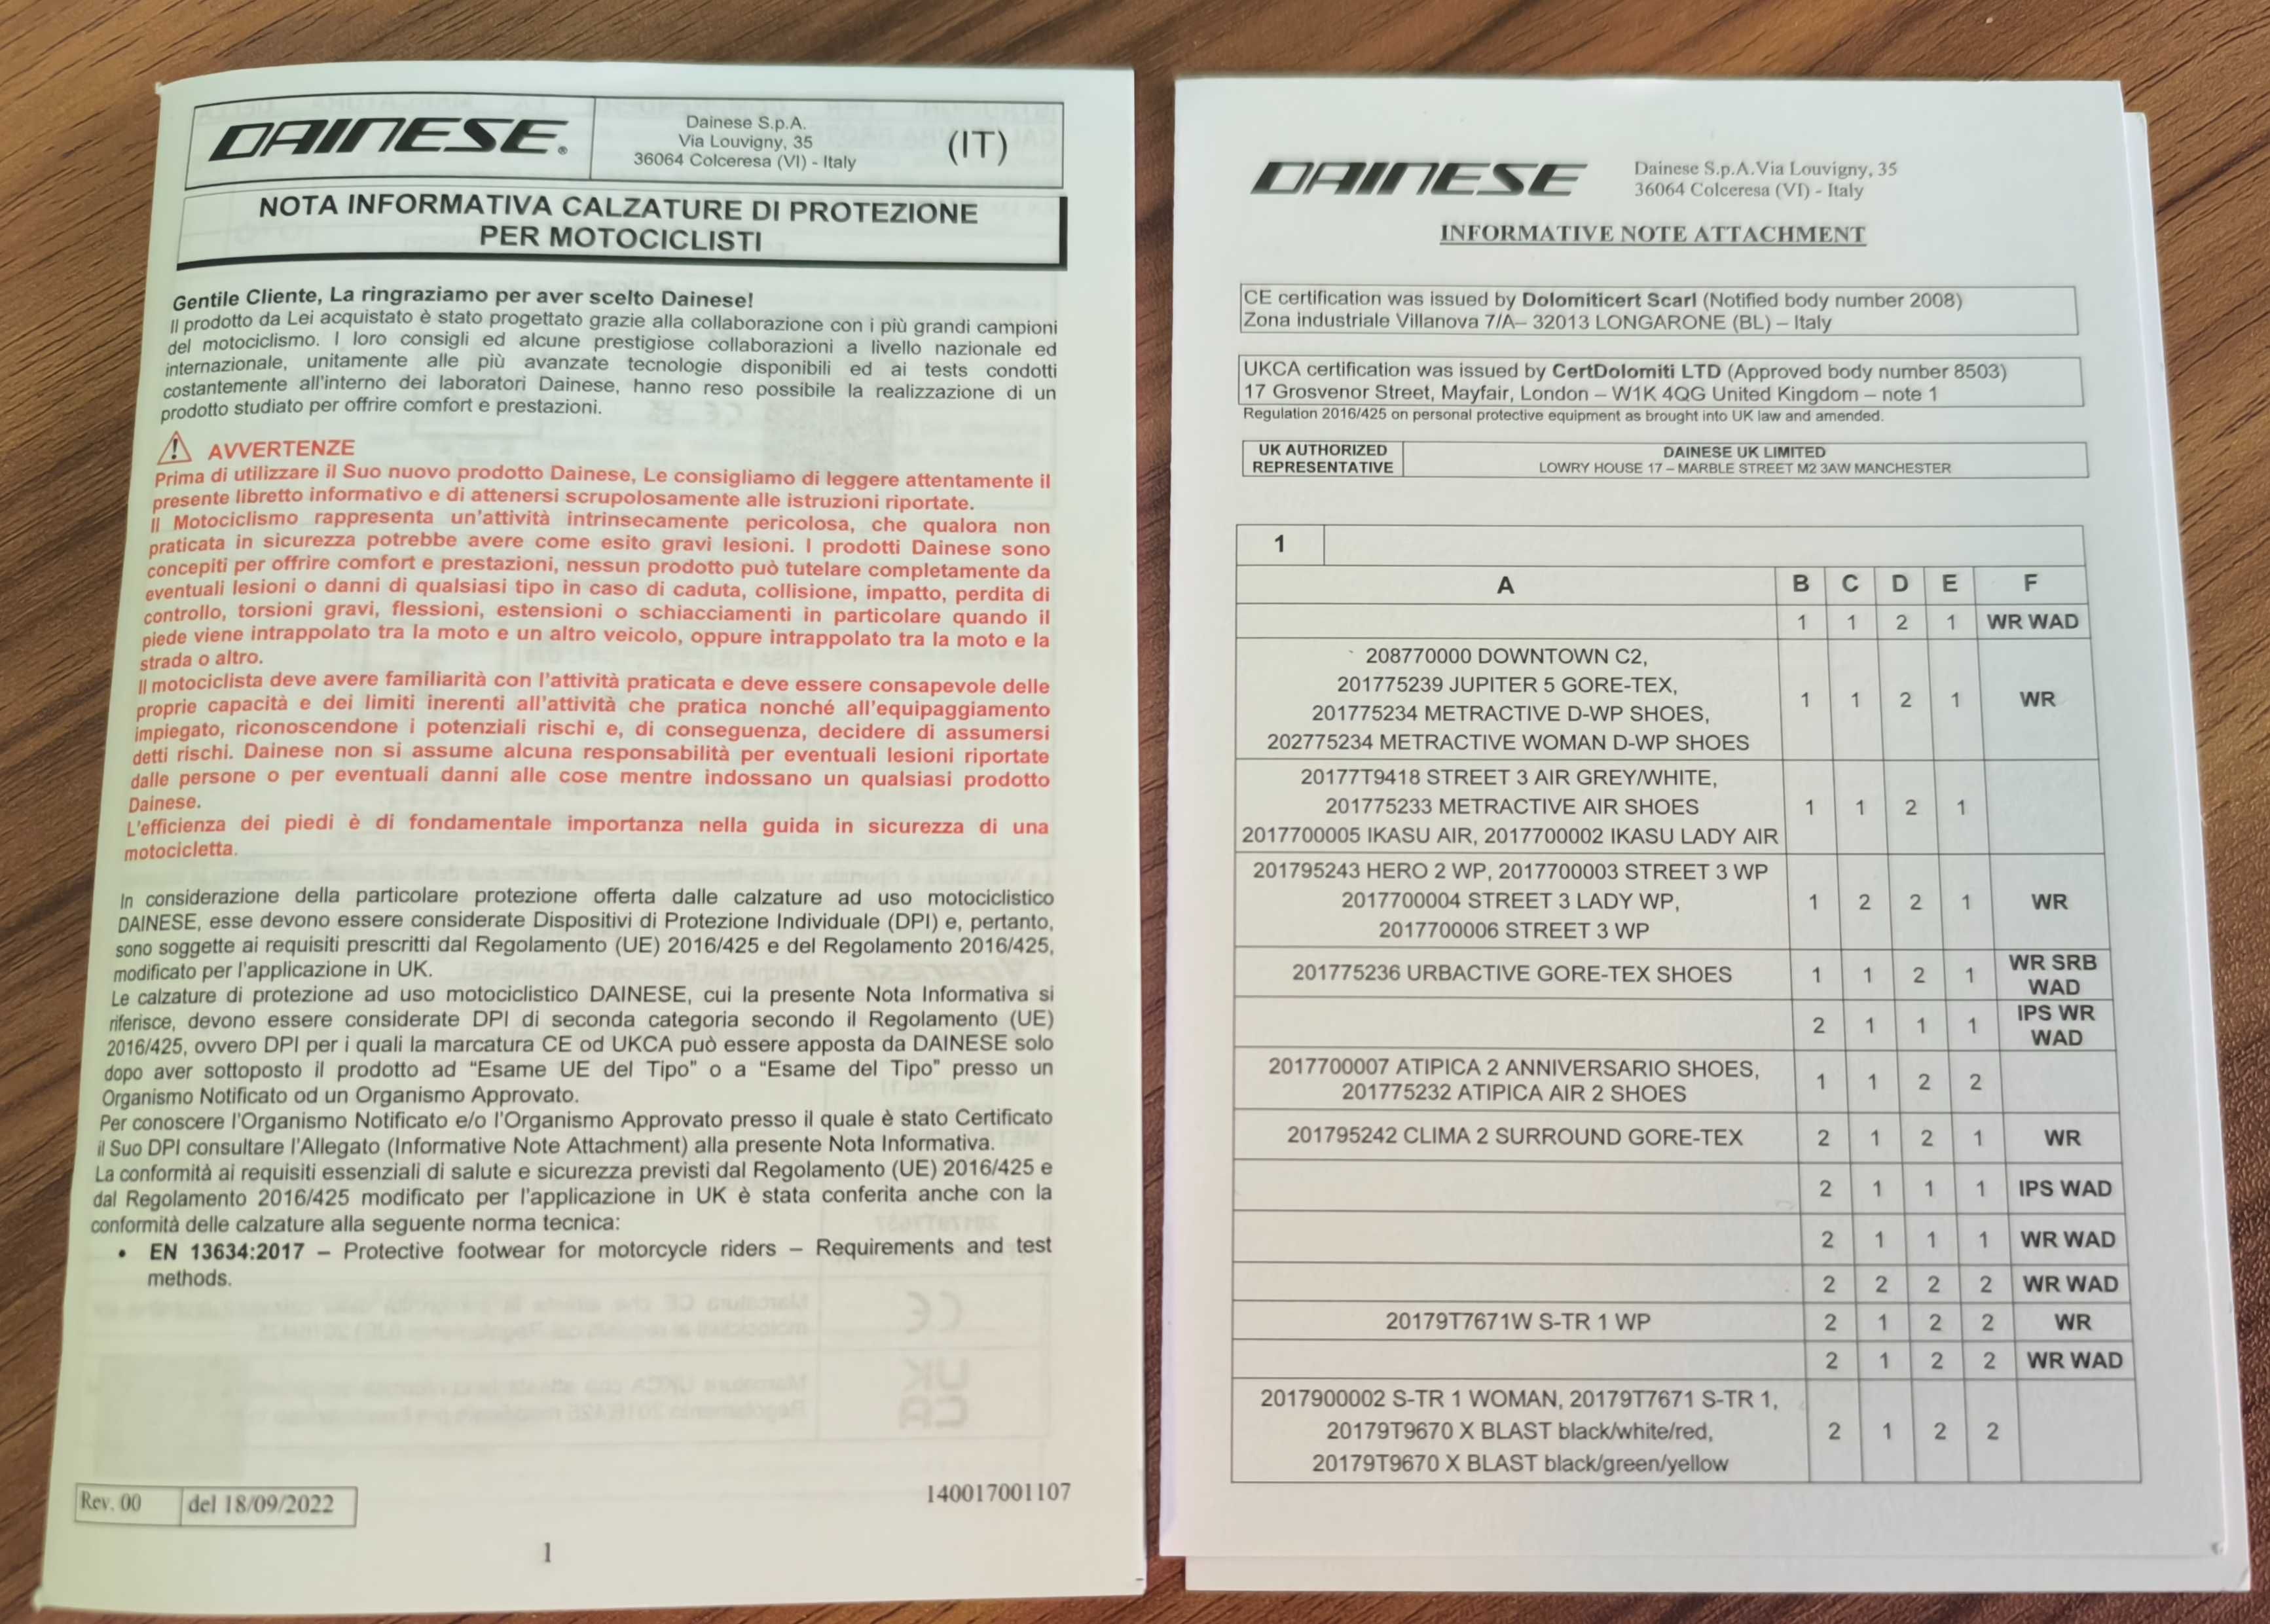 DAINESE®
Dainese S.p.A.
Via Louvigny, 35
36064 Colceresa (VI) - Italy
(IT)
NOTA INFORMATIVA CALZATURE DI PROTEZIONE
PER MOTOCICLISTI
Gentile Cliente, La ringraziamo per aver scelto Dainese!
Il prodotto da Lei acquistato è stato progettato grazie alla collaborazione con i più grandi campioni
del motociclismo. I loro consigli ed alcune prestigiose collaborazioni a livello nazionale ed
internazionale, unitamente alle più avanzate tecnologie disponibili ed ai tests condotti
costantemente all'interno dei laboratori Dainese, hanno reso possibile la realizzazione di un
prodotto studiato per offrire comfort e prestazioni.
AVVERTENZE
Prima di utilizzare il Suo nuovo prodotto Dainese, Le consigliamo di leggere attentamente il
presente libretto informativo e di attenersi scrupolosamente alle istruzioni riportate.
Il Motociclismo rappresenta un'attività intrinsecamente pericolosa, che qualora non
praticata in sicurezza potrebbe avere come esito gravi lesioni. I prodotti Dainese sono
concepiti per offrire comfort e prestazioni, nessun prodotto può tutelare completamente da
eventuali lesioni o danni di qualsiasi tipo in caso di caduta, collisione, impatto, perdita di
controllo, torsioni gravi, flessioni, estensioni o schiacciamenti in particolare quando il
piede viene intrappolato tra la moto e un altro veicolo, oppure intrappolato tra la moto e la
strada o altro.
Il motociclista deve avere familiarità con l'attività praticata e deve essere consapevole delle
proprie capacità e dei limiti inerenti all'attività che pratica nonché all'equipaggiamento
impiegato, riconoscendone i potenziali rischi e, di conseguenza, decidere di assumersi
detti rischi. Dainese non si assume alcuna responsabilità per eventuali lesioni riportate
dalle persone o per eventuali danni alle cose mentre indossano un qualsiasi prodotto
Dainese.
L'efficienza dei piedi è di fondamentale importanza nella guida in sicurezza di una
motocicletta.
In considerazione della particolare protezione offerta dalle calzature ad uso motociclistico
DAINESE, esse devono essere considerate Dispositivi di Protezione Individuale (DPI) e, pertanto,
sono soggette ai requisiti prescritti dal Regolamento (UE) 2016/425 e del Regolamento 2016/425,
modificato per l'applicazione in UK.
Le calzature di protezione ad uso motociclistico DAINESE, cui la presente Nota Informativa si
riferisce, devono essere considerate DPI di seconda categoria secondo il Regolamento (UE)
2016/425, ovvero DPI per i quali la marcatura CE od UKCA può essere apposta da DAINESE solo
dopo aver sottoposto il prodotto ad “Esame UE del Tipo” o a “Esame del Tipo” presso un
Organismo Notificato od un Organismo Approvato.
Per conoscere l'Organismo Notificato e/o l'Organismo Approvato presso il quale è stato Certificato
il Suo DPI consultare l'Allegato (Informative Note Attachment) alla presente Nota Informativa.
La conformità ai requisiti essenziali di salute e sicurezza previsti dal Regolamento (UE) 2016/425 e
dal Regolamento 2016/425 modificato per l'applicazione in UK è stata conferita anche con la
conformità delle calzature alla seguente norma tecnica:
• EN 13634:2017 – Protective footwear for motorcycle riders – Requirements and test
methods.
Rev. 00 del 18/09/2022
140017001107
1
DAINESE
Dainese S.p.A.Via Louvigny, 35
36064 Colceresa (VI) - Italy
INFORMATIVE NOTE ATTACHMENT
CE certification was issued by Dolomiticert Scarl (Notified body number 2008)
Zona industriale Villanova 7/A– 32013 LONGARONE (BL) – Italy
UKCA certification was issued by CertDolomiti LTD (Approved body number 8503)
17 Grosvenor Street, Mayfair, London – W1K 4QG United Kingdom – note 1
Regulation 2016/425 on personal protective equipment as brought into UK law and amended.
UK AUTHORIZED
REPRESENTATIVE
DAINESE UK LIMITED
LOWRY HOUSE 17 – MARBLE STREET M2 3AW MANCHESTER
1
A B C D E F
1 1 2 1 WR WAD
208770000 DOWNTOWN C2,
201775239 JUPITER 5 GORE-TEX,
201775234 METRACTIVE D-WP SHOES,
202775234 METRACTIVE WOMAN D-WP SHOES
1 1 2 1 WR
20177T9418 STREET 3 AIR GREY/WHITE,
201775233 METRACTIVE AIR SHOES
2017700005 IKASU AIR, 2017700002 IKASU LADY AIR
1 1 2 1
201795243 HERO 2 WP, 2017700003 STREET 3 WP
2017700004 STREET 3 LADY WP,
2017700006 STREET 3 WP
1 2 2 1 WR
201775236 URBACTIVE GORE-TEX SHOES 1 1 2 1 WR SRB
WAD
2 1 1 1 IPS WR
WAD
2017700007 ATIPICA 2 ANNIVERSARIO SHOES,
201775232 ATIPICA AIR 2 SHOES
1 1 2 2
201795242 CLIMA 2 SURROUND GORE-TEX 2 1 2 1 WR
2 1 1 1 IPS WAD
2 1 1 1 WR WAD
2 2 2 2 WR WAD
20179T7671W S-TR 1 WP 2 1 2 2 WR
2 1 2 2 WR WAD
2017900002 S-TR 1 WOMAN, 20179T7671 S-TR 1,
20179T9670 X BLAST black/white/red,
20179T9670 X BLAST black/green/yellow
2 1 2 2